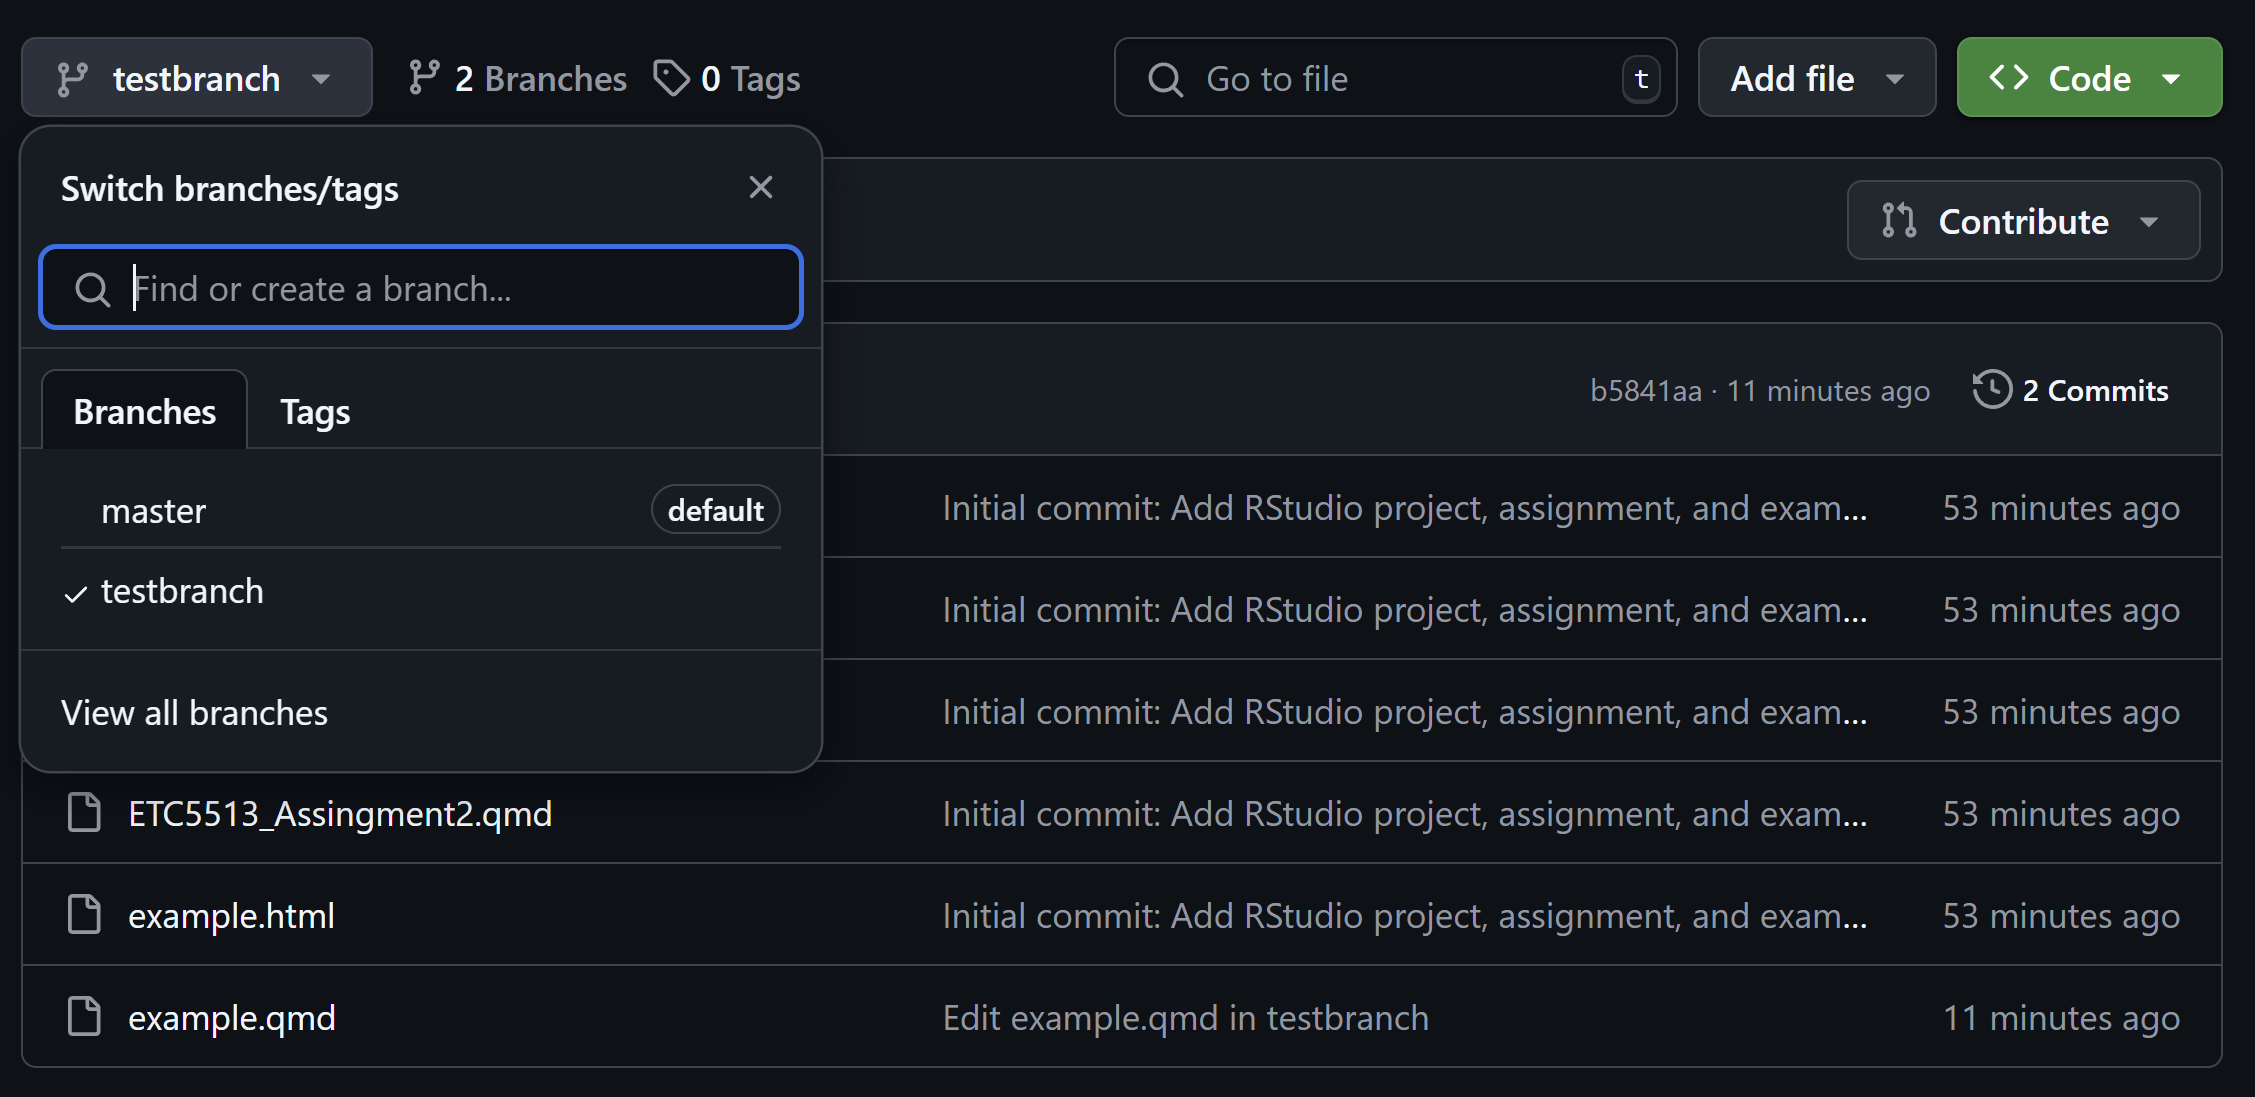 testbranch
2 Branches
0 Tags
Go to file
t
Add file
Code
Switch branches/tags
Contribute
Find or create a branch...
Branches
Tags
b5841aa · 11 minutes ago
2 Commits
master
default
testbranch
View all branches
Initial commit: Add RStudio project, assignment, and exam... 53 minutes ago
Initial commit: Add RStudio project, assignment, and exam... 53 minutes ago
Initial commit: Add RStudio project, assignment, and exam... 53 minutes ago
ETC5513_Assingment2.qmd Initial commit: Add RStudio project, assignment, and exam... 53 minutes ago
example.html Initial commit: Add RStudio project, assignment, and exam... 53 minutes ago
example.qmd Edit example.qmd in testbranch 11 minutes ago